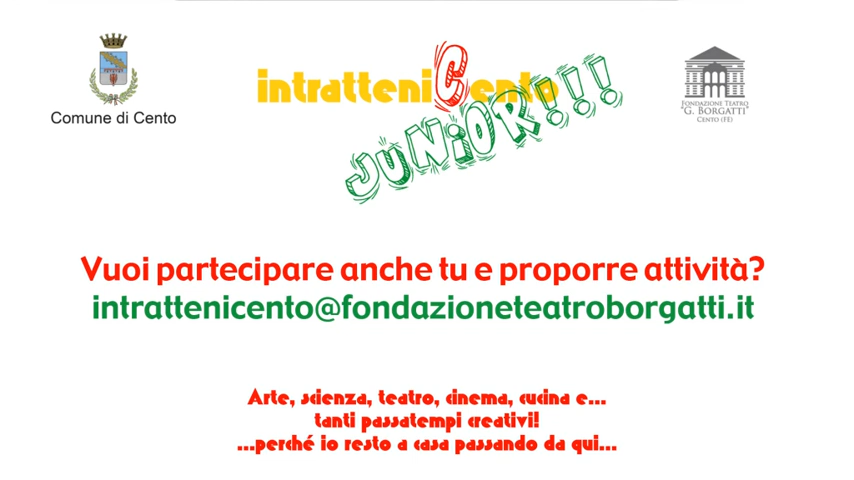 Comune di Cento
intratteniCento
JUNiOR!!!
FONDAZIONE TEATRO
"G. BORGATTI"
CENTO (FE)
Vuoi partecipare anche tu e proporre attività?
intrattenicento@fondazioneteatroborgatti.it
Arte, scienza, teatro, cinema, cucina e...
tanti passatempi creativi!
...perché io resto a casa passando da qui...